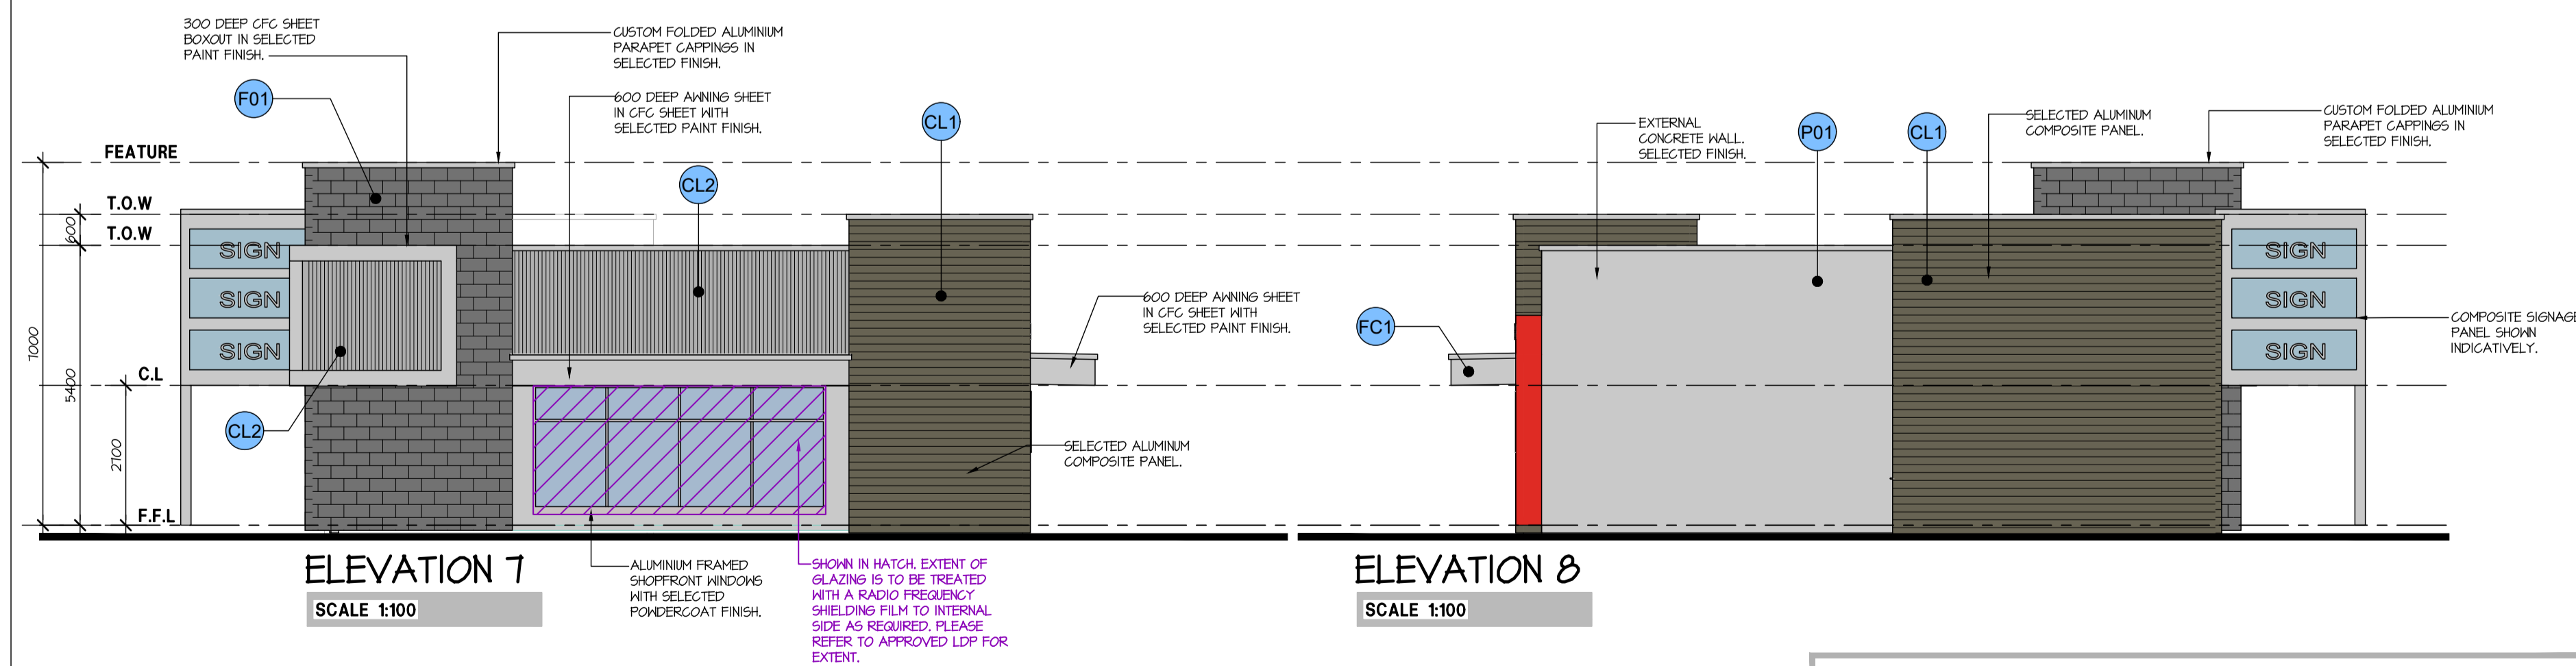 300 DEEP CFC SHEET
BOXOUT IN SELECTED
PAINT FINISH.
F01
CUSTOM FOLDED ALUMINIUM
PARAPET CAPPINGS IN
SELECTED FINISH.
600 DEEP AWNING SHEET
IN CFC SHEET WITH
SELECTED PAINT FINISH.
CL1
CL2
FEATURE
T.O.W
T.O.W
C.L
F.F.L
7000
600
5400
2700
SIGN
SIGN
SIGN
CL2
600 DEEP AWNING SHEET
IN CFC SHEET WITH
SELECTED PAINT FINISH.
SELECTED ALUMINUM
COMPOSITE PANEL.
ELEVATION 7
SCALE 1:100
ALUMINIUM FRAMED
SHOPFRONT WINDOWS
WITH SELECTED
POWDERCOAT FINISH.
SHOWN IN HATCH. EXTENT OF
GLAZING IS TO BE TREATED
WITH A RADIO FREQUENCY
SHIELDING FILM TO INTERNAL
SIDE AS REQUIRED. PLEASE
REFER TO APPROVED LDP FOR
EXTENT.
EXTERNAL
CONCRETE WALL.
SELECTED FINISH.
P01
CL1
SELECTED ALUMINUM
COMPOSITE PANEL.
CUSTOM FOLDED ALUMINIUM
PARAPET CAPPINGS IN
SELECTED FINISH.
FC1
SIGN
SIGN
SIGN
COMPOSITE SIGNAGE
PANEL SHOWN
INDICATIVELY.
ELEVATION 8
SCALE 1:100